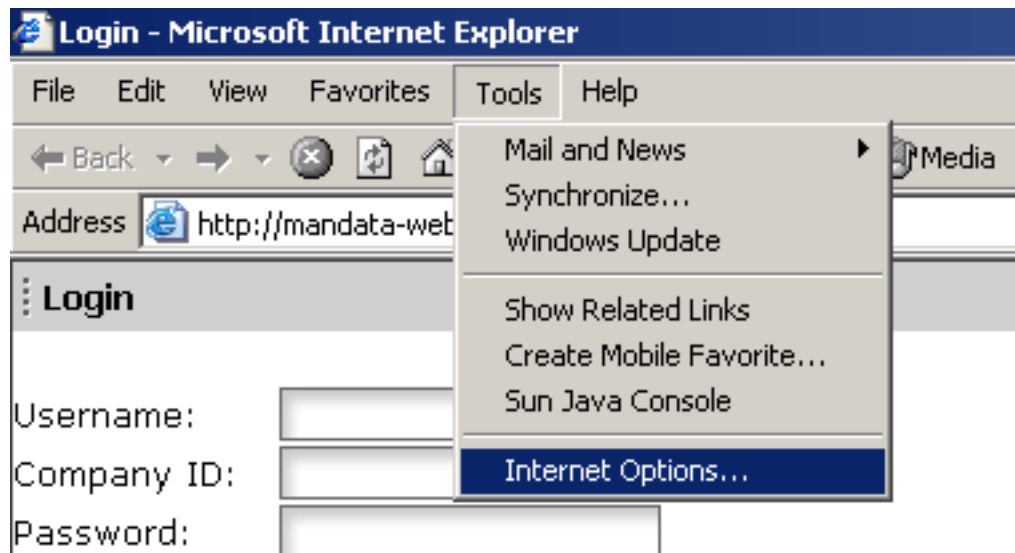 Login - Microsoft Internet Explorer
File Edit View Favorites Tools Help
Back Media
Address http://mandata-web
Mail and News
Synchronize...
Windows Update
Show Related Links
Create Mobile Favorite...
Sun Java Console
Internet Options...
Login
Username:
Company ID:
Password: